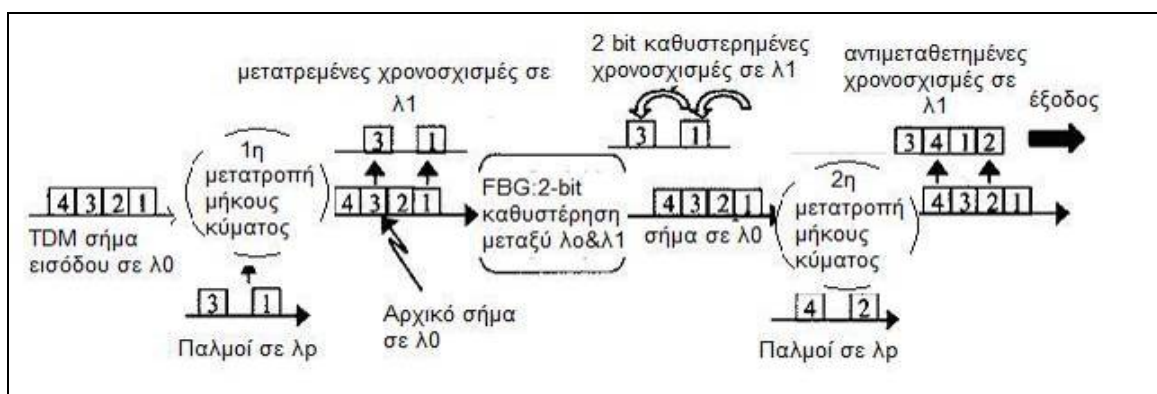 μετατρεμένες χρονοσχισμές σε
λ1
2 bit καθυστερημένες
χρονοσχισμές σε λ1
αντιμεταθετημένες
χρονοσχισμές σε
λ1
έξοδος
3 1
3 1
3 4 1 2
4 3 2 1
TDM σήμα
εισόδου σε λ0
1η
μετατροπή
μήκους
κύματος
4 3 2 1
FBG:2-bit
καθυστέρηση
μεταξύ λο&λ1
4 3 2 1
σήμα σε λ0
2η
μετατροπή
μήκους
κύματος
4 3 2 1
3 1
Παλμοί σε λp
Αρχικό σήμα
σε λ0
4 2
Παλμοί σε λp